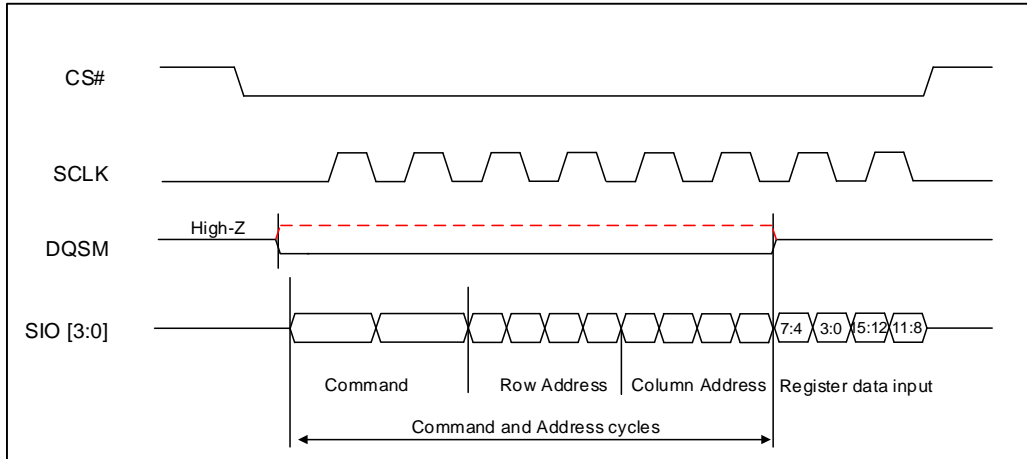 CS#
SCLK
High-Z
DQSM
SIO [3:0]
7:4 3:0 15:12 11:8
Command Row Address Column Address Register data input
Command and Address cycles